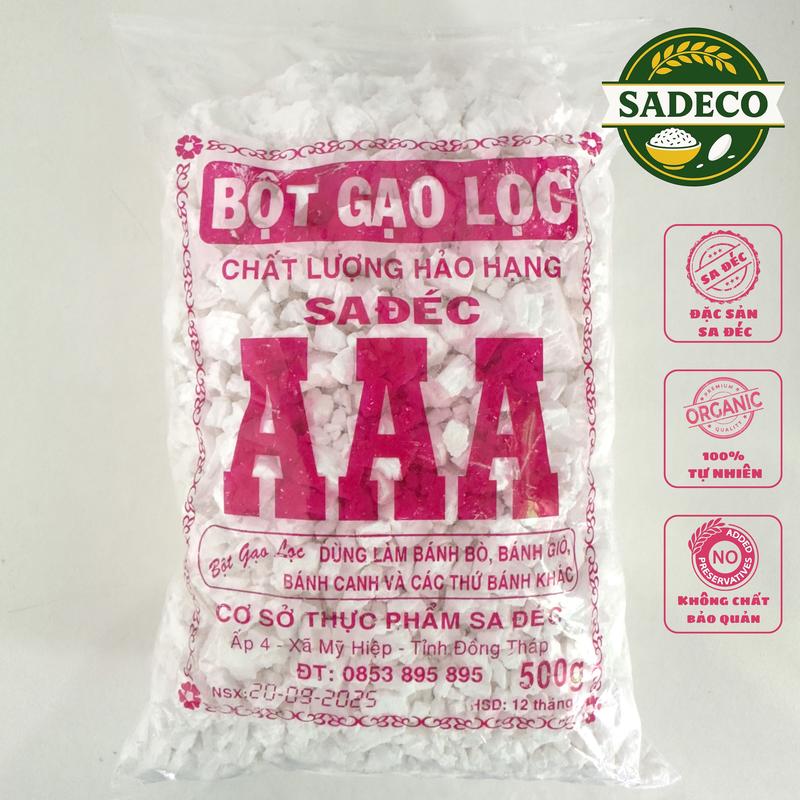 SADECO
BỘT GẠO LỌC
CHẤT LƯỢNG HẢO HANG
SAĐÉC
AAA
Bột Gạo Lọc DÙNG LÀM BÁNH BÒ, BÁNH GIÒ,
BÁNH CANH VÀ CÁC THỨ BÁNH KHÁC
CƠ SỞ THỰC PHẨM SA ĐÉC
Ấp 4 - Xã Mỹ Hiệp - Tỉnh Đồng Tháp
ĐT: 0853 895 895 500g
NSX: 20-09-2025 HSD: 12 tháng
SA ĐÉC
ĐẶC SẢN
SA ĐÉC
PREMIUM
ORGANIC
QUALITY
100%
TỰ NHIÊN
NO
ADDED
PRESERVATIVES
KHÔNG CHẤT
BẢO QUẢN